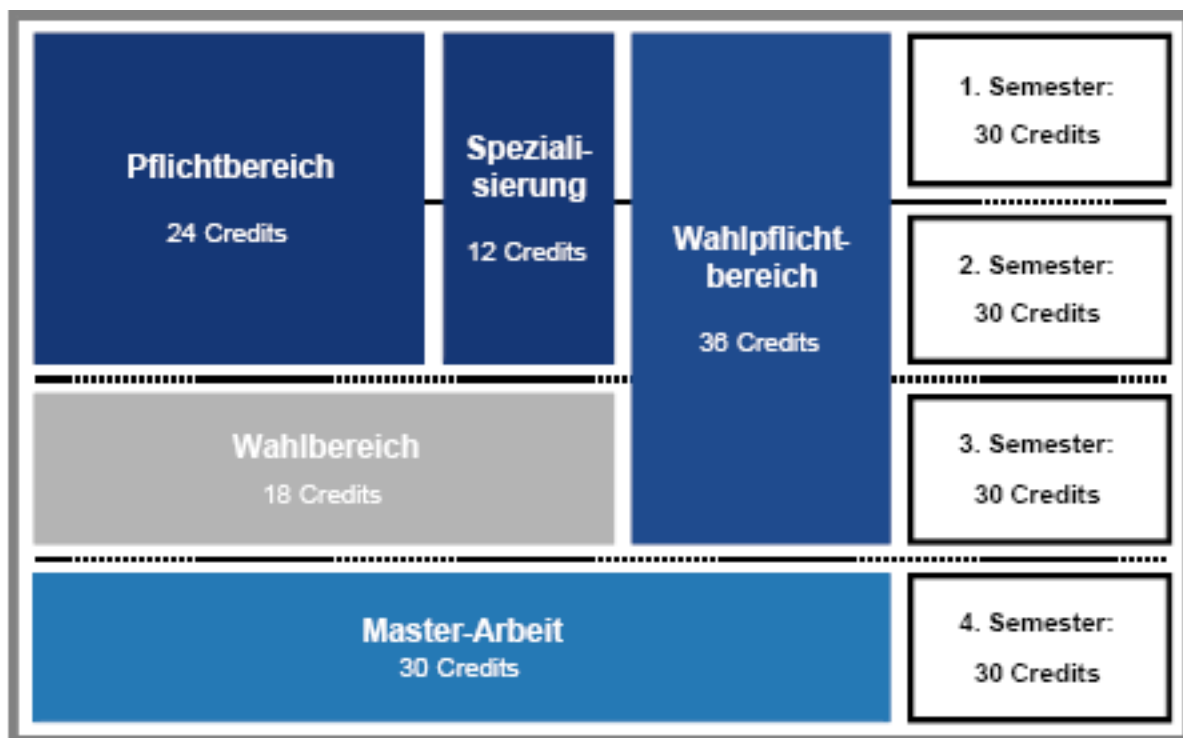 Pflichtbereich
24 Credits
Speziali-
sierung
12 Credits
Wahlpflicht-
bereich
36 Credits
1. Semester:
30 Credits
2. Semester:
30 Credits
Wahlbereich
18 Credits
3. Semester:
30 Credits
Master-Arbeit
30 Credits
4. Semester:
30 Credits